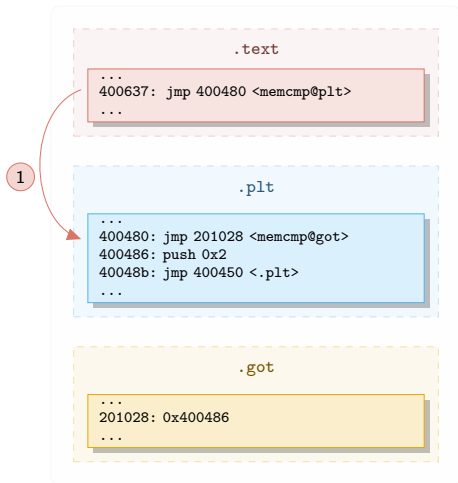 .text
...
400637: jmp 400480 <memcmp@plt>
...
1
.plt
...
400480: jmp 201028 <memcmp@got>
400486: push 0x2
40048b: jmp 400450 <.plt>
...
.got
...
201028: 0x400486
...